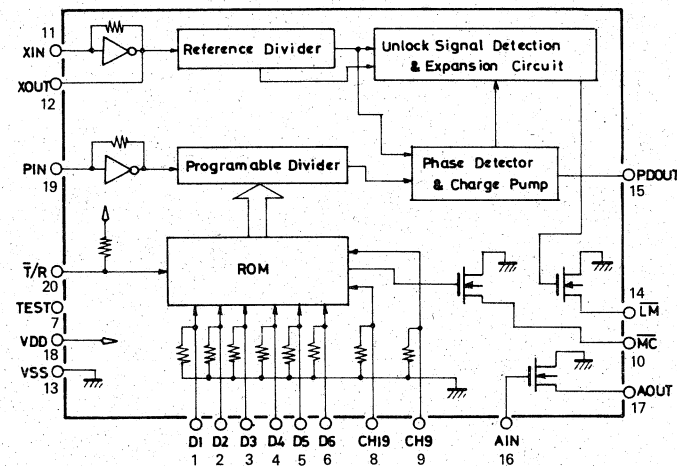 11
XIN
XOUT
12
Reference Divider
Unlock Signal Detection
& Expansion Circuit
PIN
19
Programable Divider
Phase Detector
& Charge Pump
PDOUT
15
T̅/R
20
ROM
TEST
7
VDD
18
VSS
13
14
L̅M̅
M̅C̅
10
AOUT
17
D1
1
D2
2
D3
3
D4
4
D5
5
D6
6
CH19
8
CH9
9
AIN
16